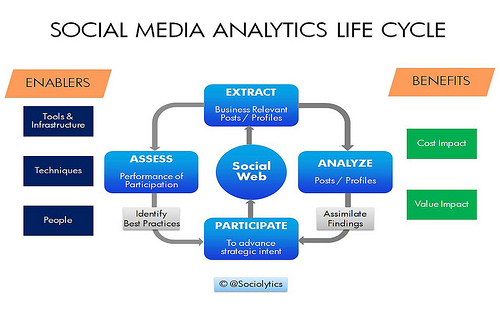 SOCIAL MEDIA ANALYTICS LIFE CYCLE
ENABLERS
Tools &
Infrastructure
Techniques
People
EXTRACT
Business Relevant
Posts / Profiles
ASSESS
Performance of
Participation
Social
Web
ANALYZE
Posts / Profiles
Identify
Best Practices
PARTICIPATE
To advance
strategic intent
Assimilate
Findings
BENEFITS
Cost Impact
Value Impact
© @Sociolytics